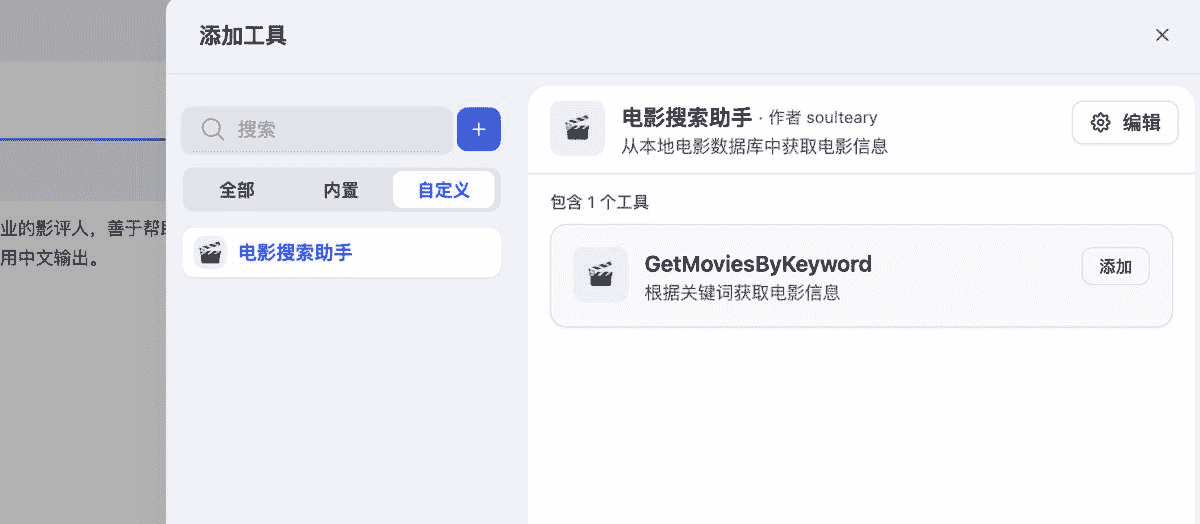 添加工具
搜索
全部 内置 自定义
电影搜索助手
电影搜索助手 · 作者 soulteary
从本地电影数据库中获取电影信息
编辑
包含 1 个工具
GetMoviesByKeyword
根据关键词获取电影信息
添加
业的影评人，善于帮
用中文输出。